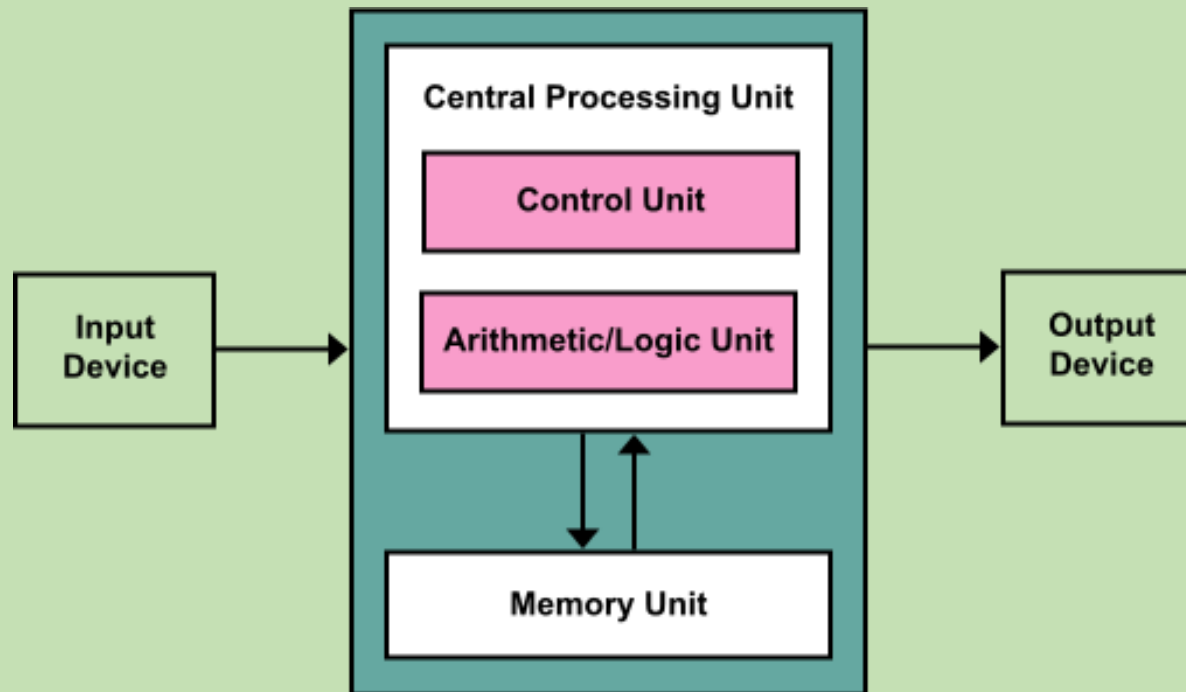 Central Processing Unit
Control Unit
Arithmetic/Logic Unit
Input
Device
Output
Device
Memory Unit